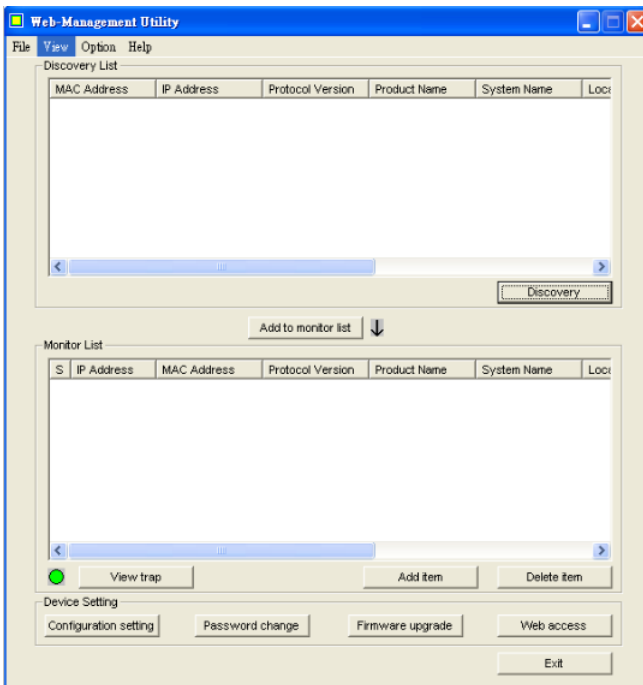 Web-Management Utility
File View Option Help
Discovery List
MAC Address IP Address Protocol Version Product Name System Name Loca
Discovery
Add to monitor list
Monitor List
S IP Address MAC Address Protocol Version Product Name System Name Loca
View trap Add item Delete item
Device Setting
Configuration setting Password change Firmware upgrade Web access
Exit